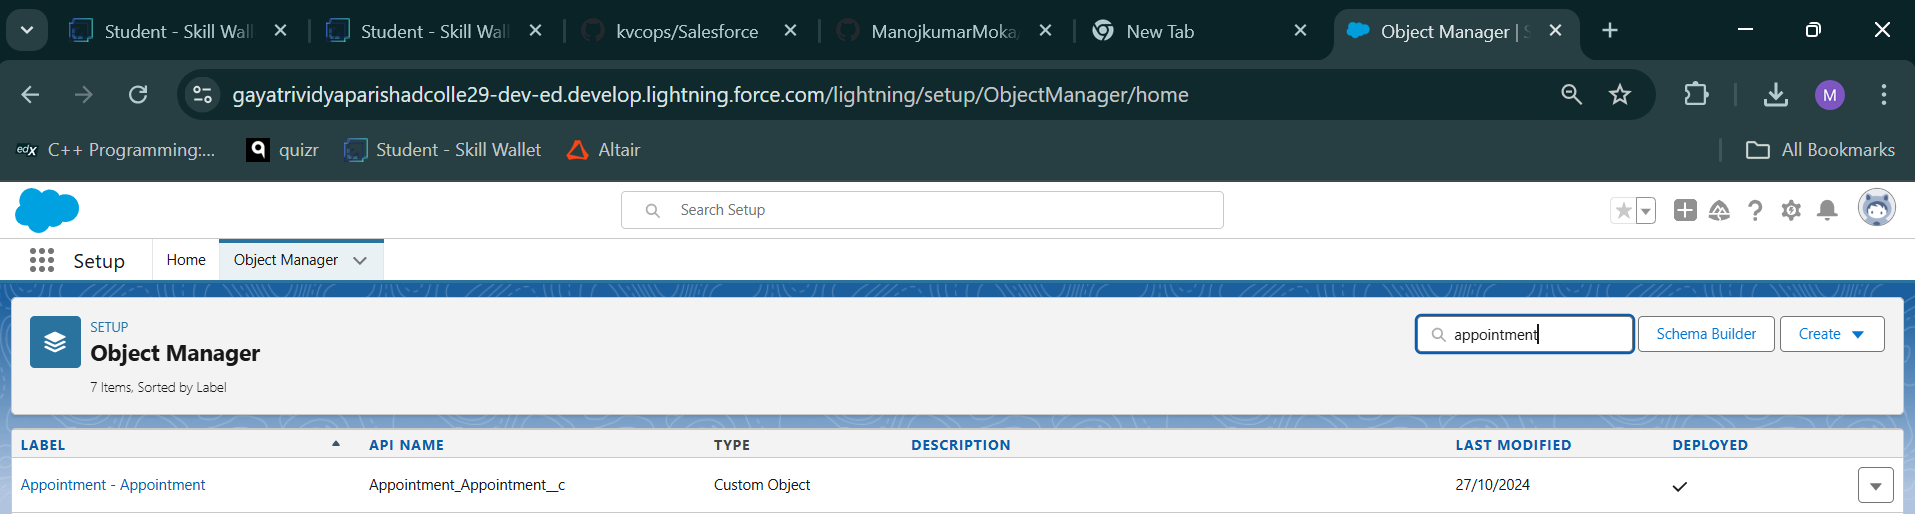 Student - Skill Wall
Student - Skill Wall
kvcops/Salesforce
ManojkumarMoka
New Tab
Object Manager |
gayatrividyaparishadcolle29-dev-ed.develop.lightning.force.com/lightning/setup/ObjectManager/home
M
edX C++ Programming:...
q quizr
Student - Skill Wallet
Altair
All Bookmarks
Search Setup
Setup
Home
Object Manager
SETUP
Object Manager
7 Items, Sorted by Label
appointment
Schema Builder
Create
LABEL API NAME TYPE DESCRIPTION LAST MODIFIED DEPLOYED
Appointment - Appointment Appointment_Appointment__c Custom Object 27/10/2024